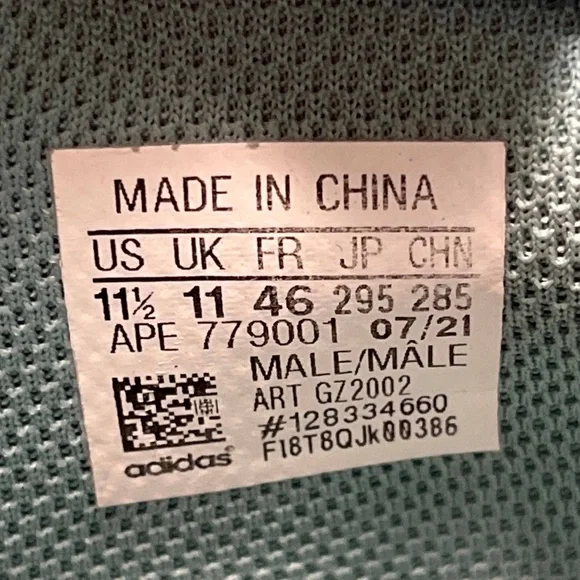 MADE IN CHINA
US UK FR JP CHN
11½ 11 46 295 285
APE 779001 07/21
MALE/MÂLE
ART GZ2002
#128334660
F18T8QJk00386
adidas